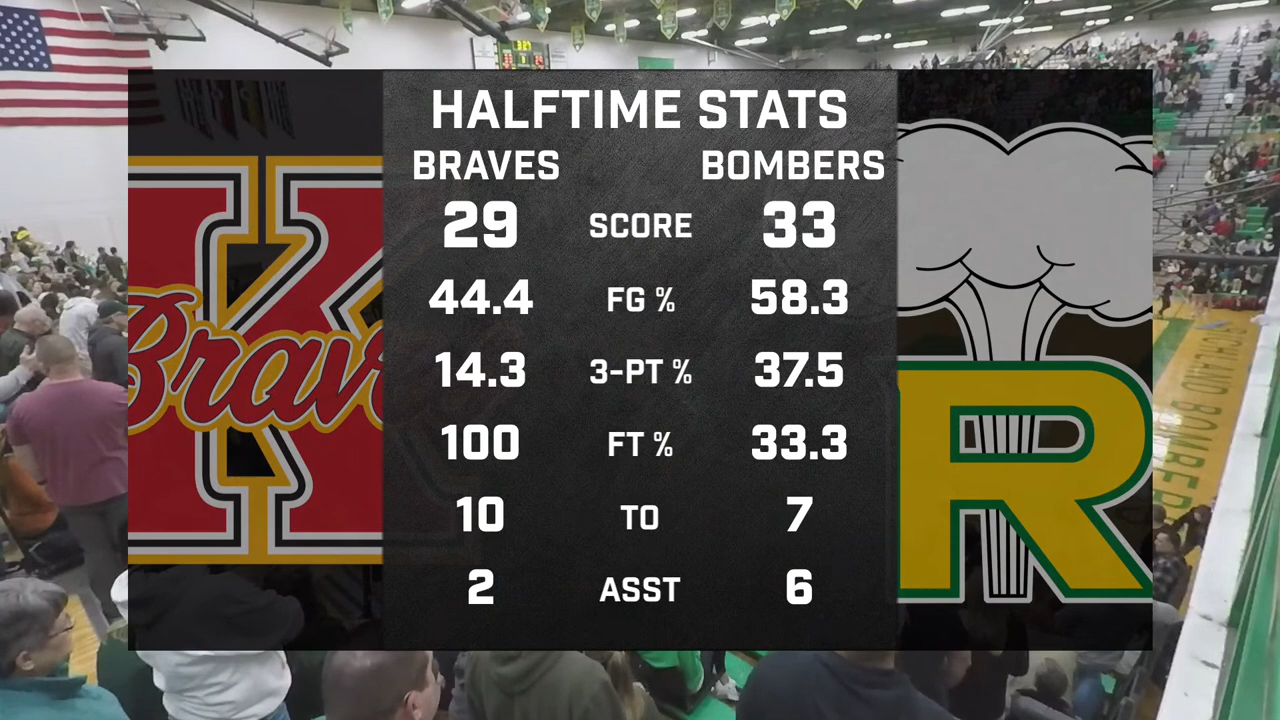 HALFTIME STATS
BRAVES BOMBERS
29 SCORE 33
44.4 FG % 58.3
14.3 3-PT % 37.5
100 FT % 33.3
10 TO 7
2 ASST 6
K
R